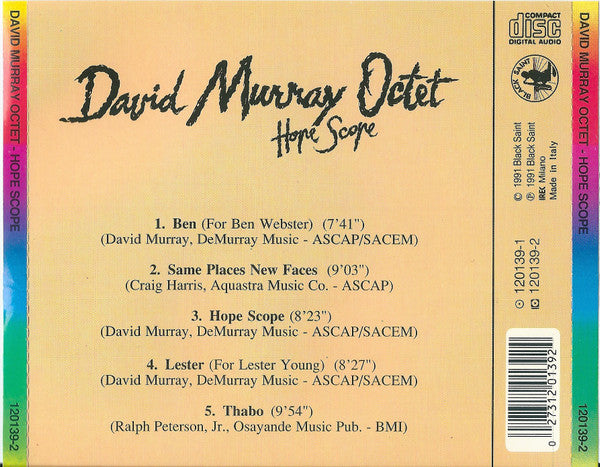 DAVID MURRAY OCTET - HOPE SCOPE
120139-2
David Murray Octet
Hope Scope
1. Ben (For Ben Webster) (7'41")
(David Murray, DeMurray Music - ASCAP/SACEM)
2. Same Places New Faces (9'03")
(Craig Harris, Aquastra Music Co. - ASCAP)
3. Hope Scope (8'23")
(David Murray, DeMurray Music - ASCAP/SACEM)
4. Lester (For Lester Young) (8'27")
(David Murray, DeMurray Music - ASCAP/SACEM)
5. Thabo (9'54")
(Ralph Peterson, Jr., Osayande Music Pub. - BMI)
COMPACT
disc
DIGITAL AUDIO
BLACK SAINT
© 1991 Black Saint
℗ 1991 Black Saint
IREC Milano
Made in Italy
120139-1
120139-2
0 27312 01392
DAVID MURRAY OCTET - HOPE SCOPE
120139-2